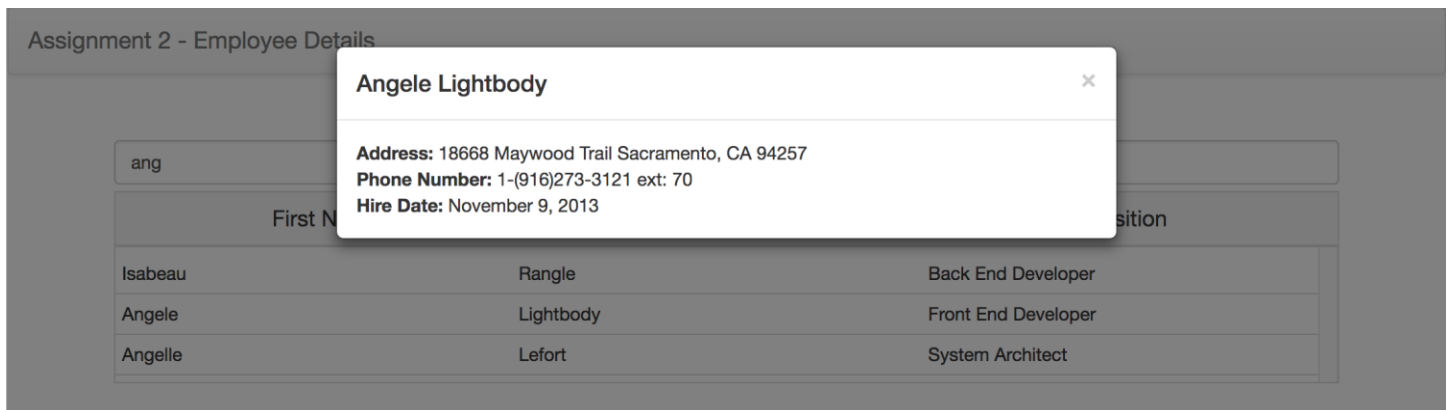 Assignment 2 - Employee Details
Angele Lightbody ×
Address: 18668 Maywood Trail Sacramento, CA 94257
Phone Number: 1-(916)273-3121 ext: 70
Hire Date: November 9, 2013
ang
First N sition
Isabeau Rangle Back End Developer
Angele Lightbody Front End Developer
Angelle Lefort System Architect